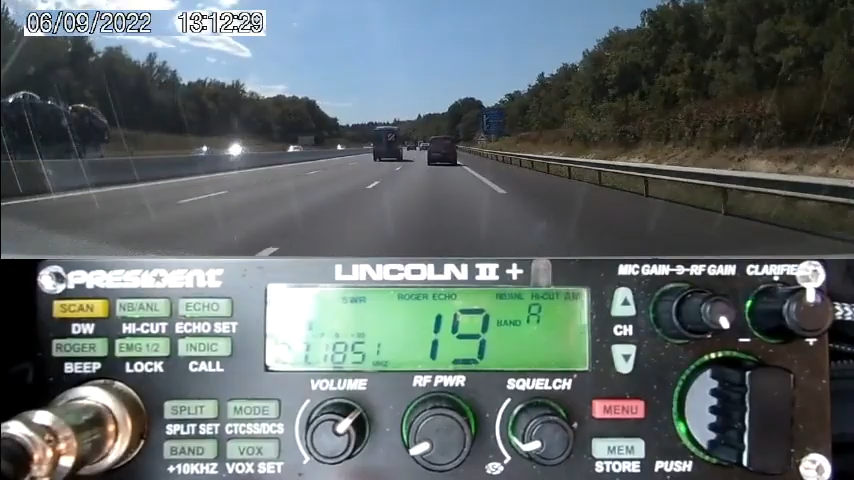 06/09/2022 13:12:29
PRESIDENT LINCOLN II + MIC GAIN RF GAIN CLARIFIER
SCAN NB/ANL ECHO
DW HI-CUT ECHO SET
ROGER EMG 1/2 INDIC
BEEP LOCK CALL
SWR ROGER ECHO NB/ANL HI-CUT AM
19 BAND A
CH
VOLUME RF PWR SQUELCH
SPLIT MODE
SPLIT SET CTCSS/DCS
BAND VOX
+10KHZ VOX SET
MENU
MEM
STORE PUSH
- +